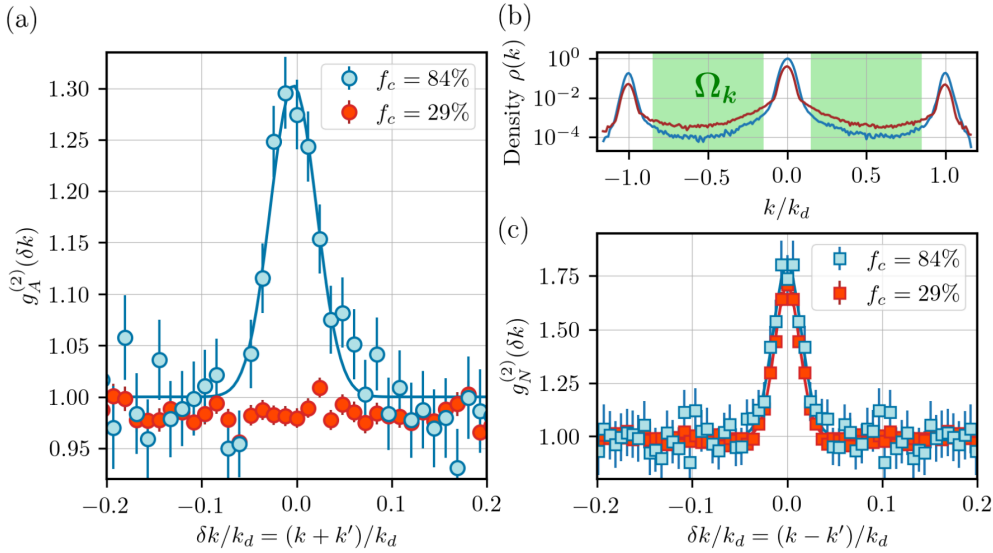 (a)
g_A^{(2)}(δk)
1.30
1.25
1.20
1.15
1.10
1.05
1.00
0.95
f_c = 84%
f_c = 29%
−0.2
−0.1
0.0
0.1
0.2
δk/k_d = (k + k′)/k_d
(b)
Density ρ(k)
10^0
10^{−2}
10^{−4}
Ω_k
−1.0
−0.5
0.0
0.5
1.0
k/k_d
(c)
g_N^{(2)}(δk)
1.75
1.50
1.25
1.00
f_c = 84%
f_c = 29%
−0.2
−0.1
0.0
0.1
0.2
δk/k_d = (k − k′)/k_d